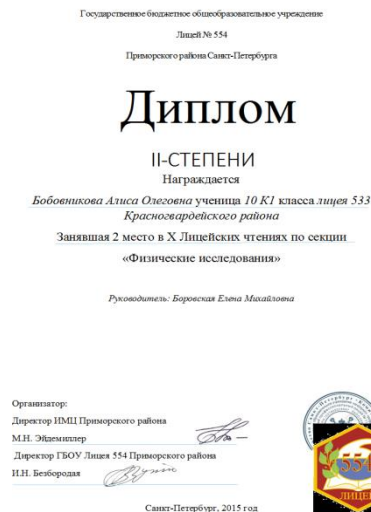 Государственное бюджетное общеобразовательное учреждение
Лицей № 554
Приморского района Санкт-Петербурга
Диплом
II-СТЕПЕНИ
Награждается
Бобовникова Алиса Олеговна ученица 10 К1 класса лицея 533
Красногвардейского района
Занявшая 2 место в X Лицейских чтениях по секции
«Физические исследования»
Руководитель: Боровская Елена Михайловна
Организатор:
Директор ИМЦ Приморского района
М.Н. Эйдемиллер
Директор ГБОУ Лицея 554 Приморского района
И.Н. Безбородая
554
ЛИЦЕЙ
Санкт-Петербург, 2015 год